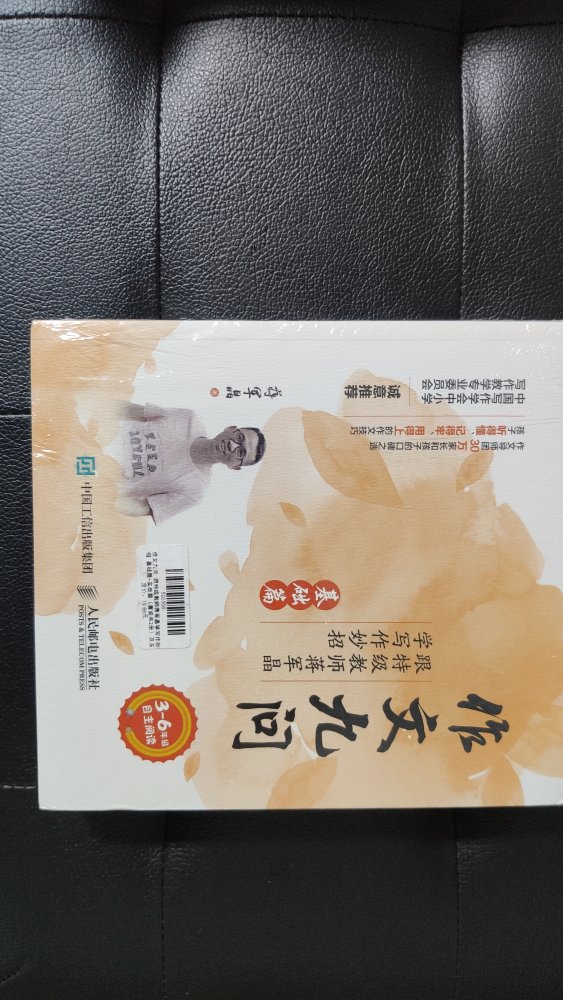 作文九问
跟特级教师蒋军晶
学写作妙招
基础篇
作文导师团30万家长和孩子的口碑之选
孩子听得懂、记得牢、用得上的作文技巧
中国写作学会中小学
写作教学专业委员会
诚意推荐
蒋军晶
3~6年级
自主阅读
中国工信出版集团
人民邮电出版社
POSTS & TELECOM PRESS